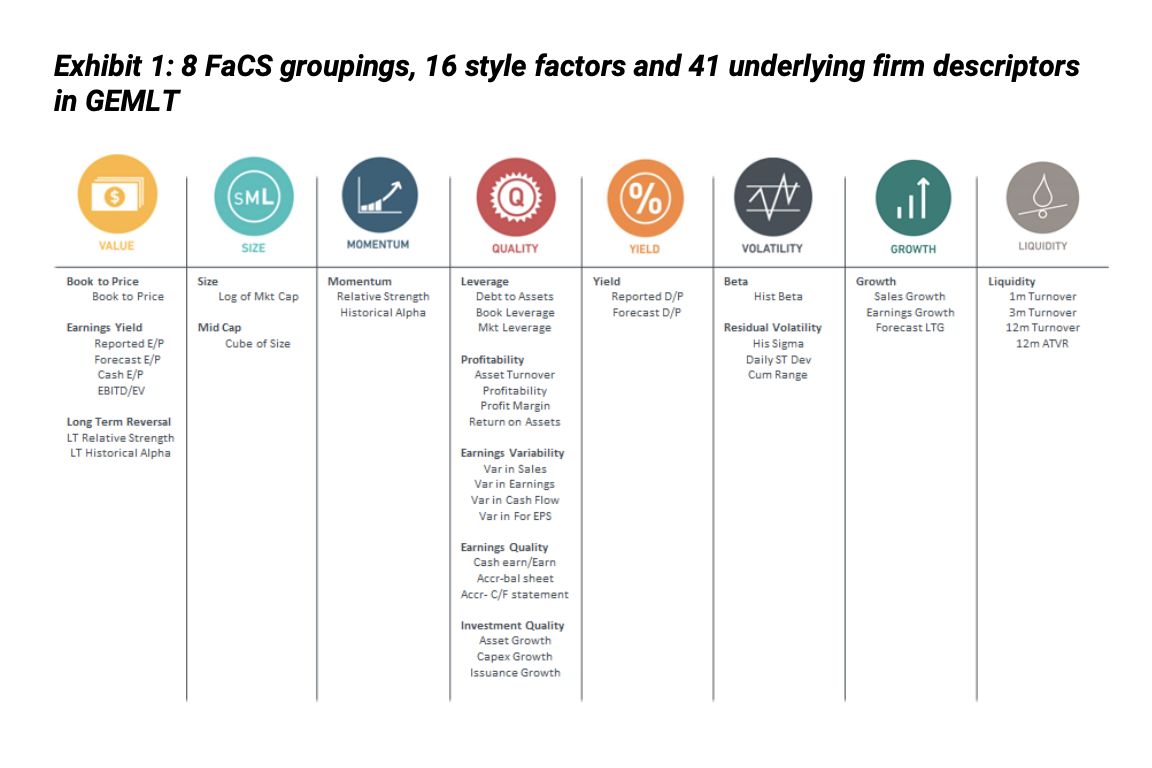 Exhibit 1: 8 FaCS groupings, 16 style factors and 41 underlying firm descriptors
in GEMLT
$
VALUE
Book to Price
Book to Price
Earnings Yield
Reported E/P
Forecast E/P
Cash E/P
EBITD/EV
Long Term Reversal
LT Relative Strength
LT Historical Alpha
SML
SIZE
Size
Log of Mkt Cap
Mid Cap
Cube of Size
MOMENTUM
Momentum
Relative Strength
Historical Alpha
Q
QUALITY
Leverage
Debt to Assets
Book Leverage
Mkt Leverage
Profitability
Asset Turnover
Profitability
Profit Margin
Return on Assets
Earnings Variability
Var in Sales
Var in Earnings
Var in Cash Flow
Var in For EPS
Earnings Quality
Cash earn/Earn
Accr-bal sheet
Accr- C/F statement
Investment Quality
Asset Growth
Capex Growth
Issuance Growth
%
YIELD
Yield
Reported D/P
Forecast D/P
VOLATILITY
Beta
Hist Beta
Residual Volatility
His Sigma
Daily ST Dev
Cum Range
GROWTH
Growth
Sales Growth
Earnings Growth
Forecast LTG
LIQUIDITY
Liquidity
1m Turnover
3m Turnover
12m Turnover
12m ATVR